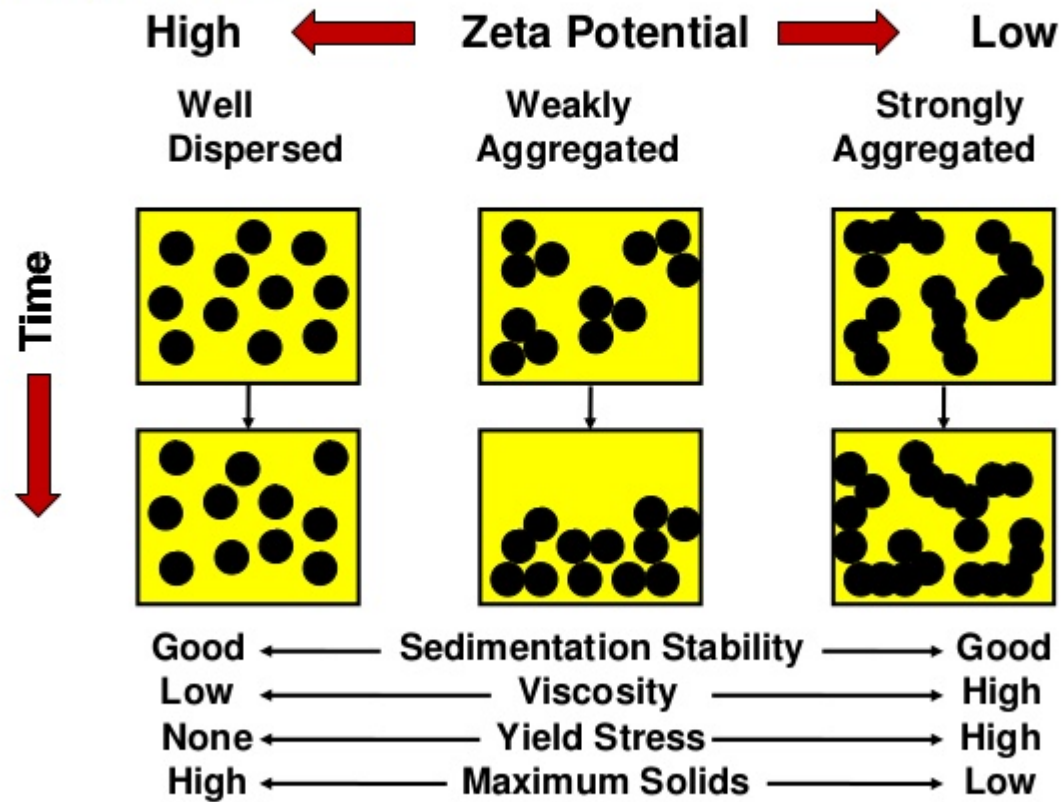 High Zeta Potential Low
Well Dispersed
Weakly Aggregated
Strongly Aggregated
Time
Good Sedimentation Stability Good
Low Viscosity High
None Yield Stress High
High Maximum Solids Low